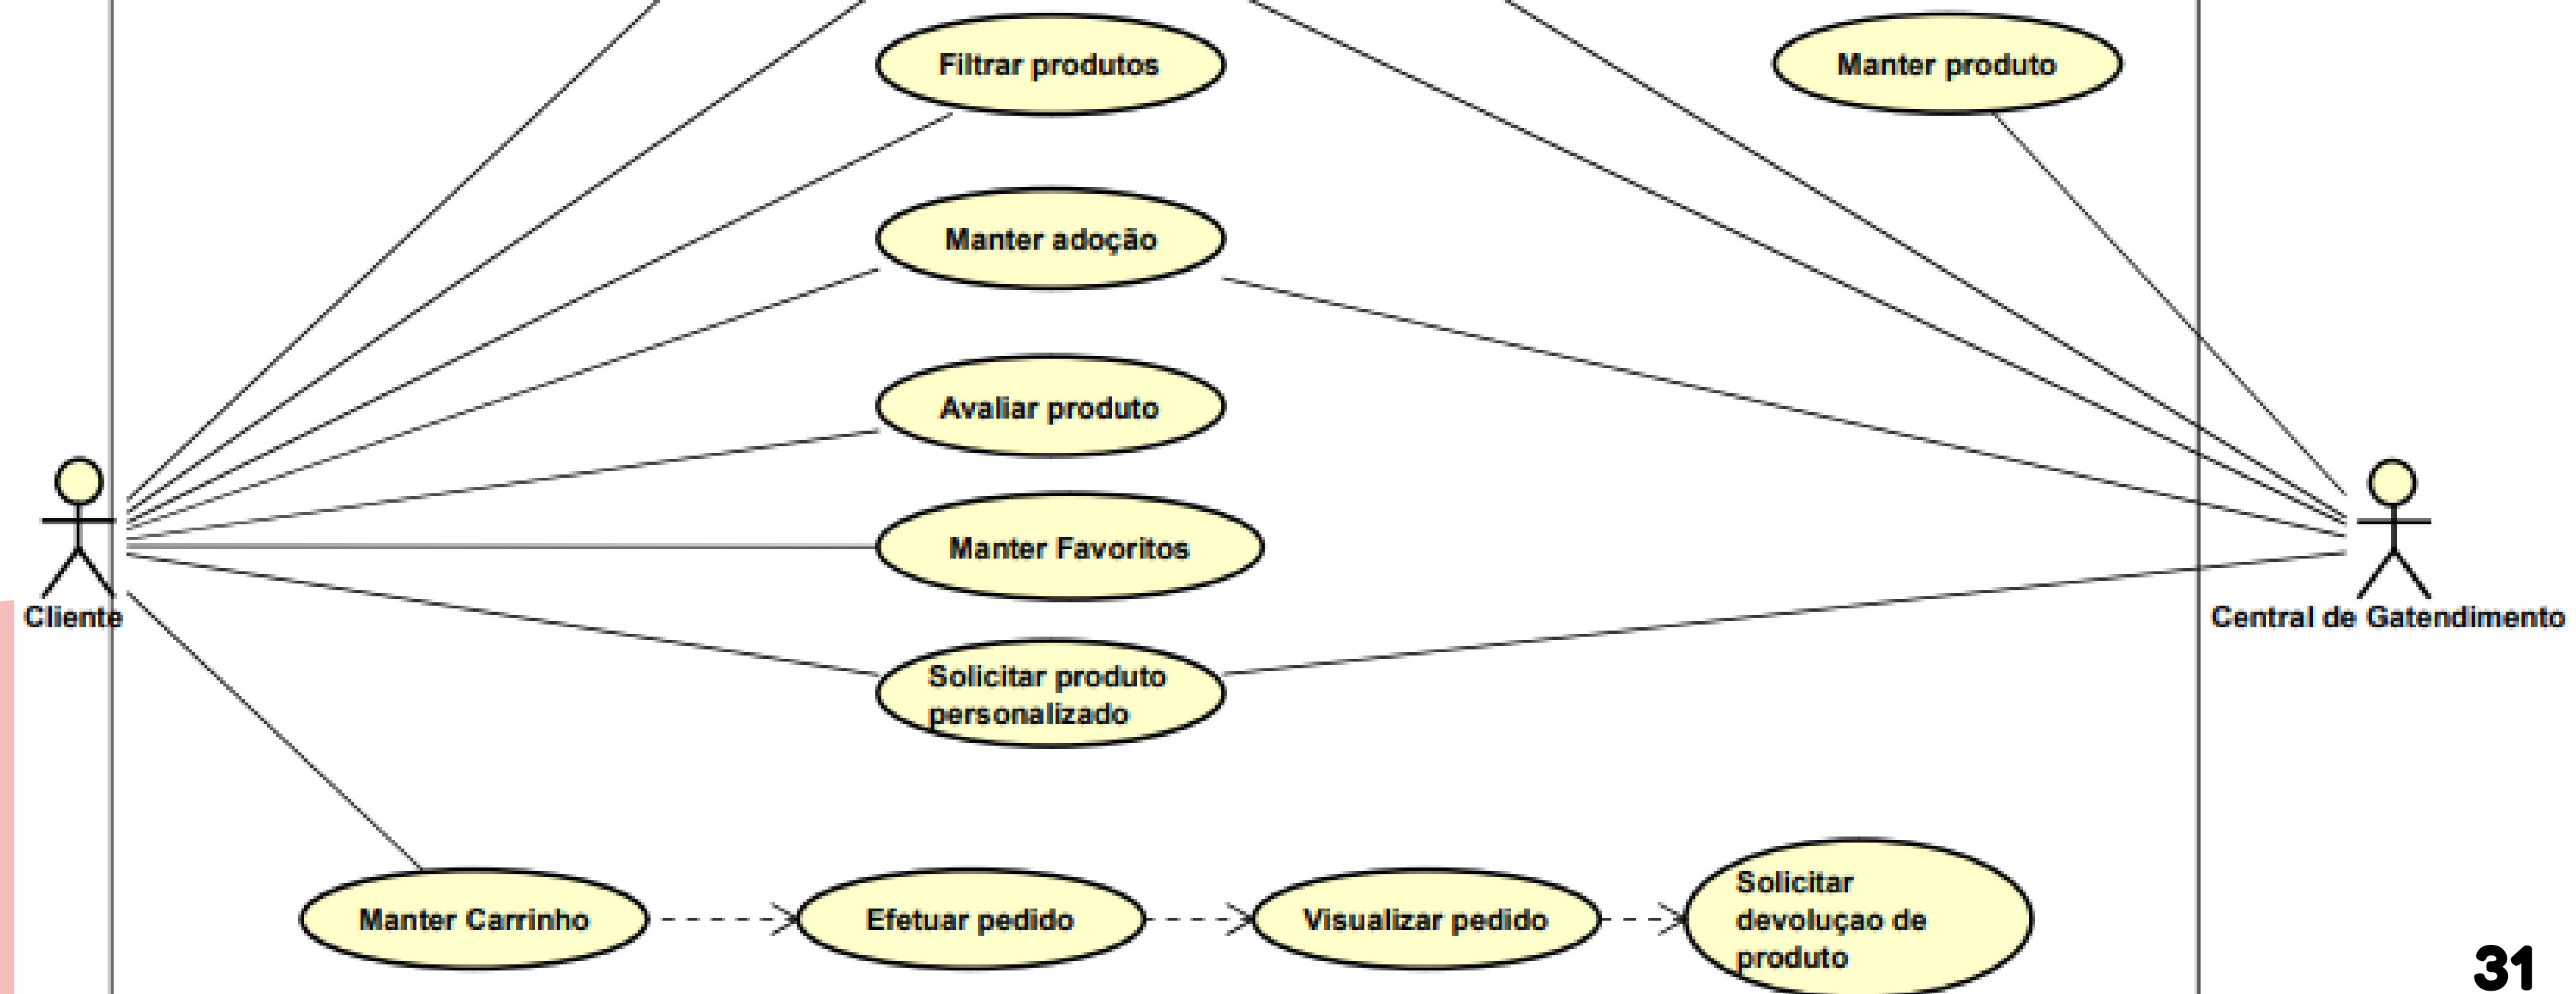 Filtrar produtos
Manter produto
Manter adoção
Avaliar produto
Manter Favoritos
Cliente
Central de Gatendimento
Solicitar produto
personalizado
Manter Carrinho
Efetuar pedido
Visualizar pedido
Solicitar
devoluçao de
produto
31